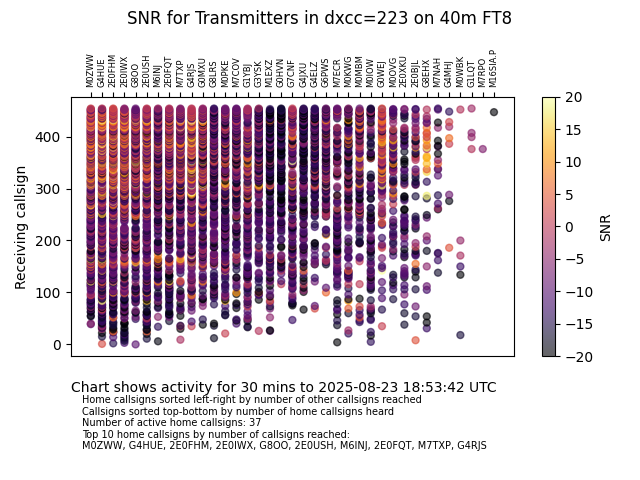 SNR for Transmitters in dxcc=223 on 40m FT8
M0ZWW G4HUE 2E0FHM 2E0IWX G8OO 2E0USH M6INJ 2E0FQT M7TXP G4RJS G0MXU G8LRS M0PKE M7COV G1YBJ G3YSK M1EXZ G0HVN G7CNF G4JXU G4ELZ G6PWS M7ECR M0KWG M0MBM M0IOW G0WEJ M0OVG 2E0XKU 2E0BJL G8EHX M7NAH G4MHJ M0WBK G1LQT M7RPO M16SIA.P
400
300
200
100
0
Receiving callsign
20
15
10
5
0
−5
−10
−15
−20
SNR
Chart shows activity for 30 mins to 2025-08-23 18:53:42 UTC
Home callsigns sorted left-right by number of other callsigns reached
Callsigns sorted top-bottom by number of home callsigns heard
Number of active home callsigns: 37
Top 10 home callsigns by number of callsigns reached:
M0ZWW, G4HUE, 2E0FHM, 2E0IWX, G8OO, 2E0USH, M6INJ, 2E0FQT, M7TXP, G4RJS